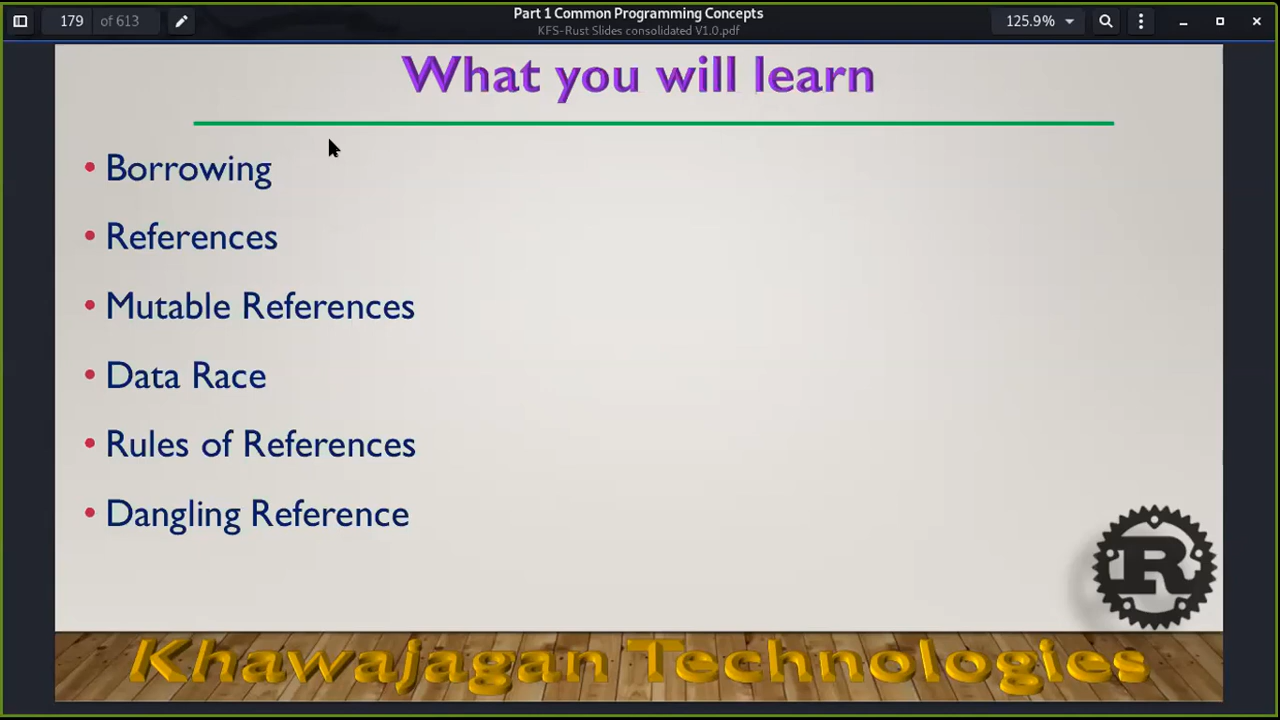 179 of 613
Part 1 Common Programming Concepts
KFS-Rust Slides consolidated V1.0.pdf
125.9%
What you will learn
• Borrowing
• References
• Mutable References
• Data Race
• Rules of References
• Dangling Reference
R
Khawajagan Technologies